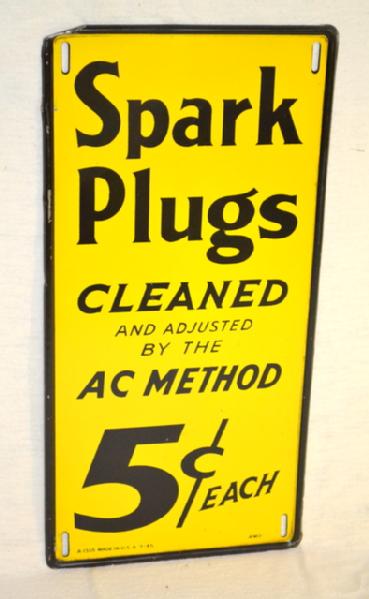 Spark
Plugs
CLEANED
AND ADJUSTED
BY THE
AC METHOD
5¢ EACH